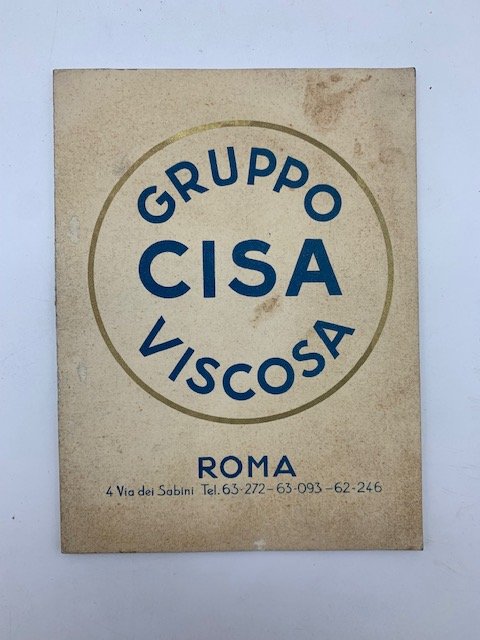 GRUPPO
CISA
VISCOSA
ROMA
4 Via dei Sabini Tel. 63-272-63-093-62-246